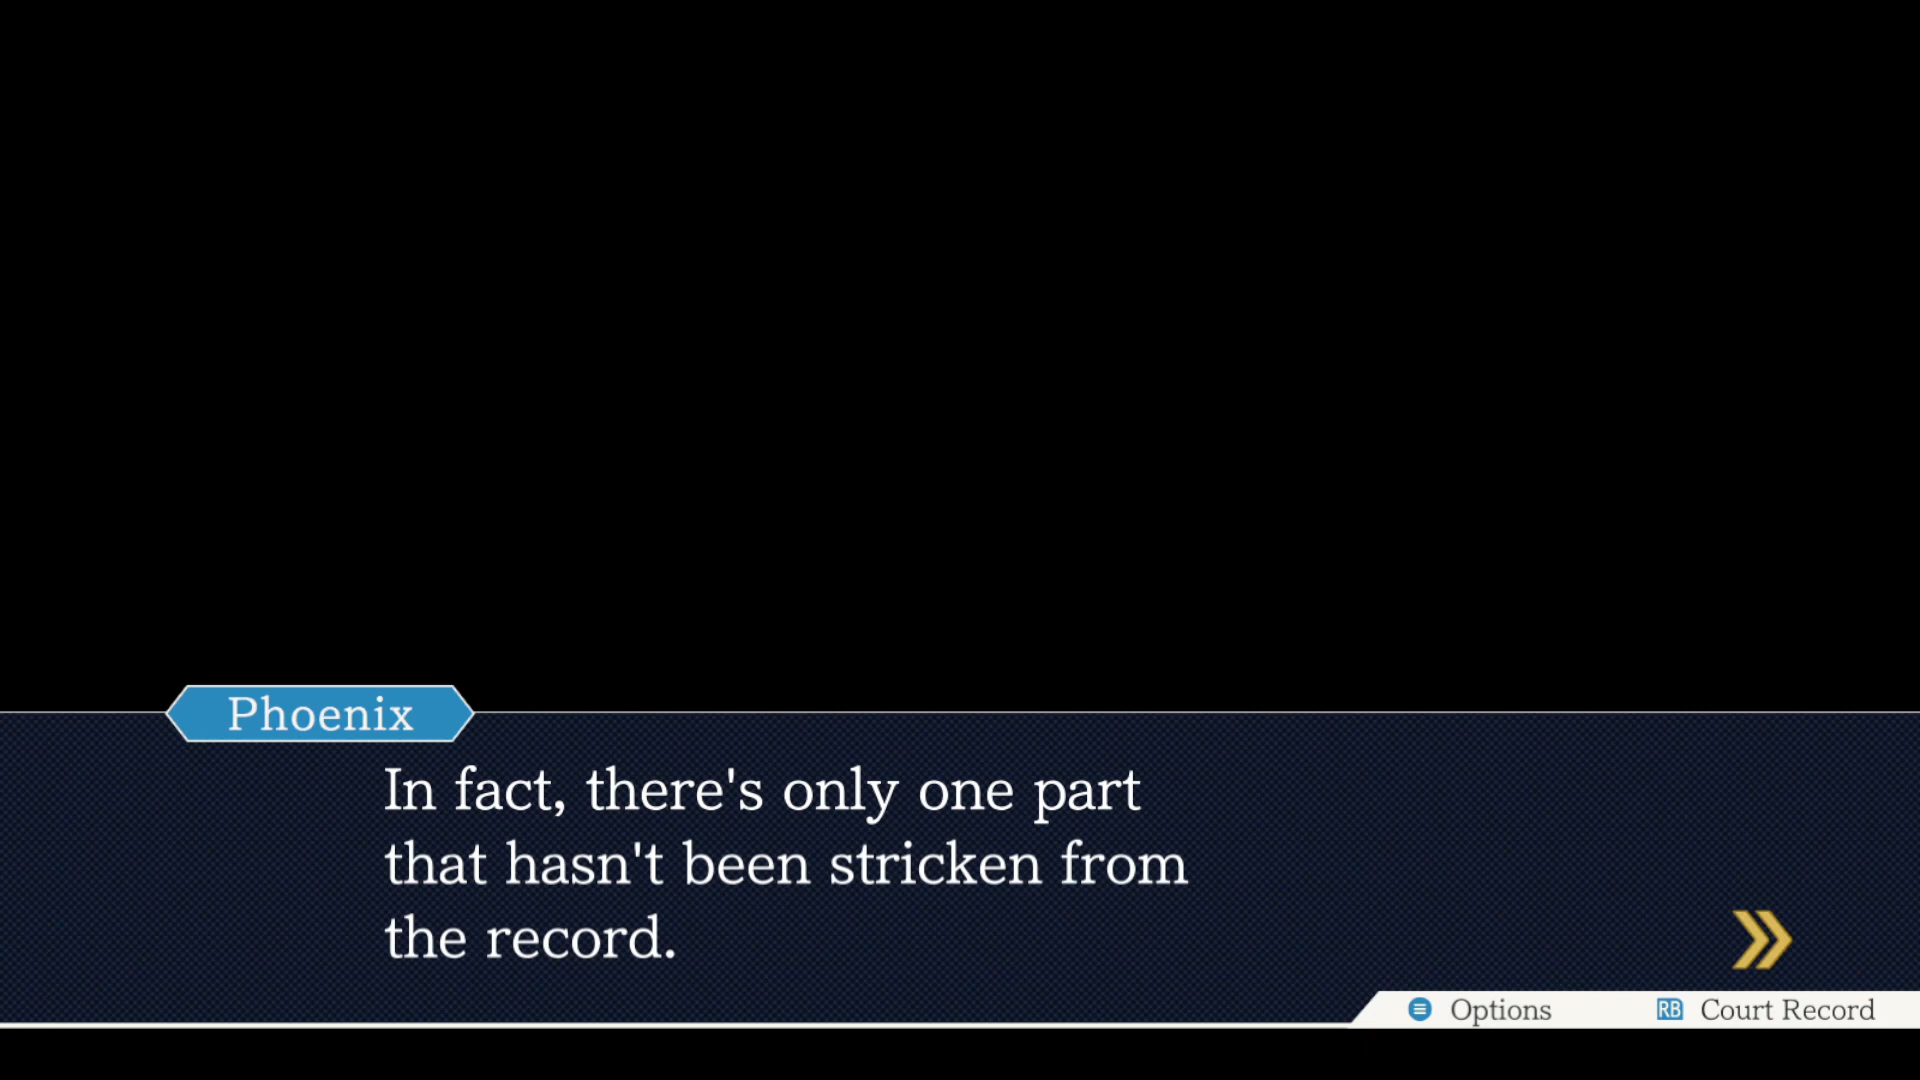 Phoenix
In fact, there's only one part
that hasn't been stricken from
the record.
Options
RB Court Record